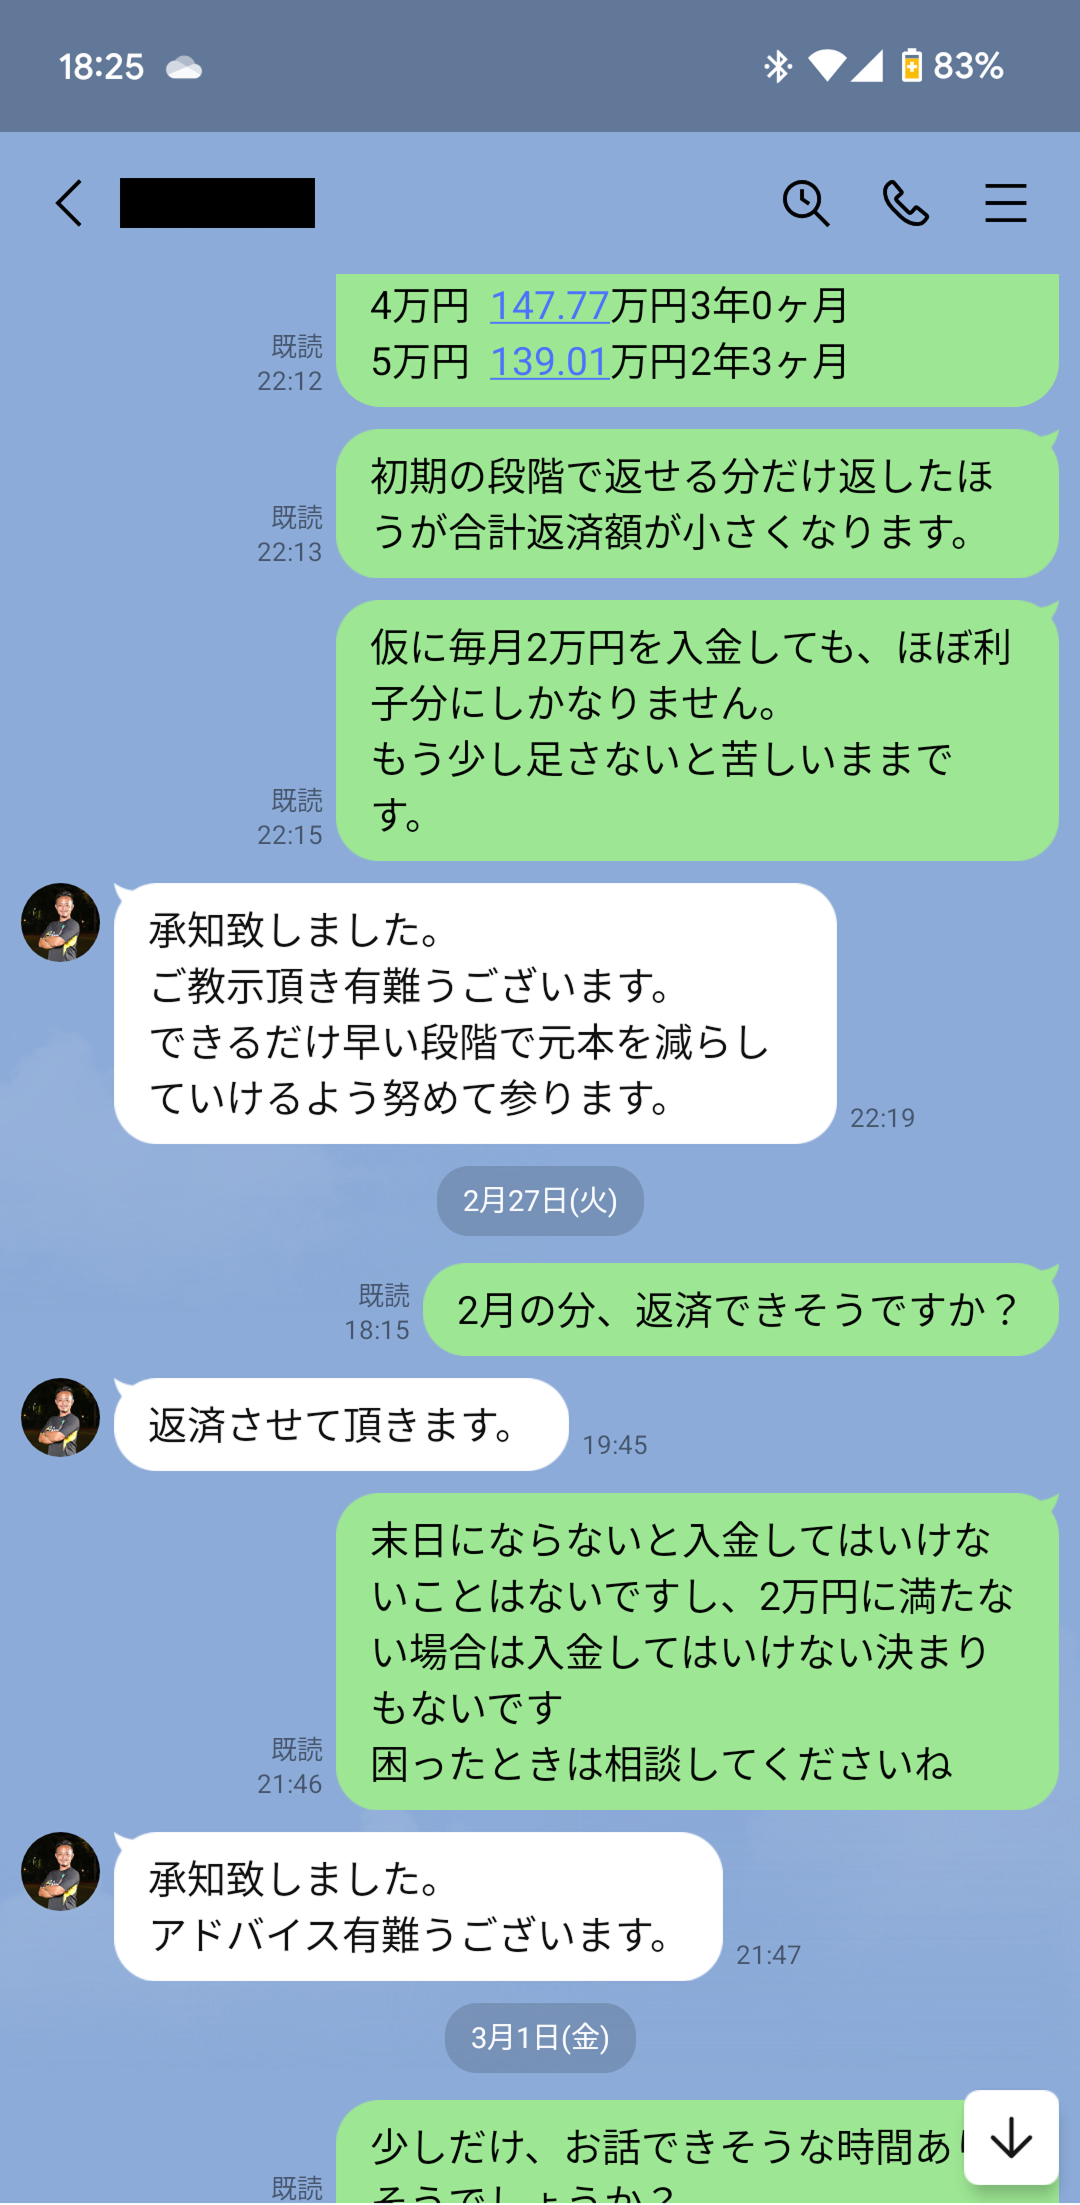 18:25
83%
4万円 147.77万円3年0ヶ月
5万円 139.01万円2年3ヶ月
既読
22:12
初期の段階で返せる分だけ返したほ
うが合計返済額が小さくなります。
既読
22:13
仮に毎月2万円を入金しても、ほぼ利
子分にしかなりません。
もう少し足さないと苦しいままで
す。
既読
22:15
承知致しました。
ご教示頂き有難うございます。
できるだけ早い段階で元本を減らし
ていけるよう努めて参ります。
22:19
2月27日(火)
既読
18:15
2月の分、返済できそうですか？
返済させて頂きます。
19:45
末日にならないと入金してはいけな
いことはないですし、2万円に満たな
い場合は入金してはいけない決まり
もないです
困ったときは相談してくださいね
既読
21:46
承知致しました。
アドバイス有難うございます。
21:47
3月1日(金)
少しだけ、お話できそうな時間あり
そうでしょうか？
既読